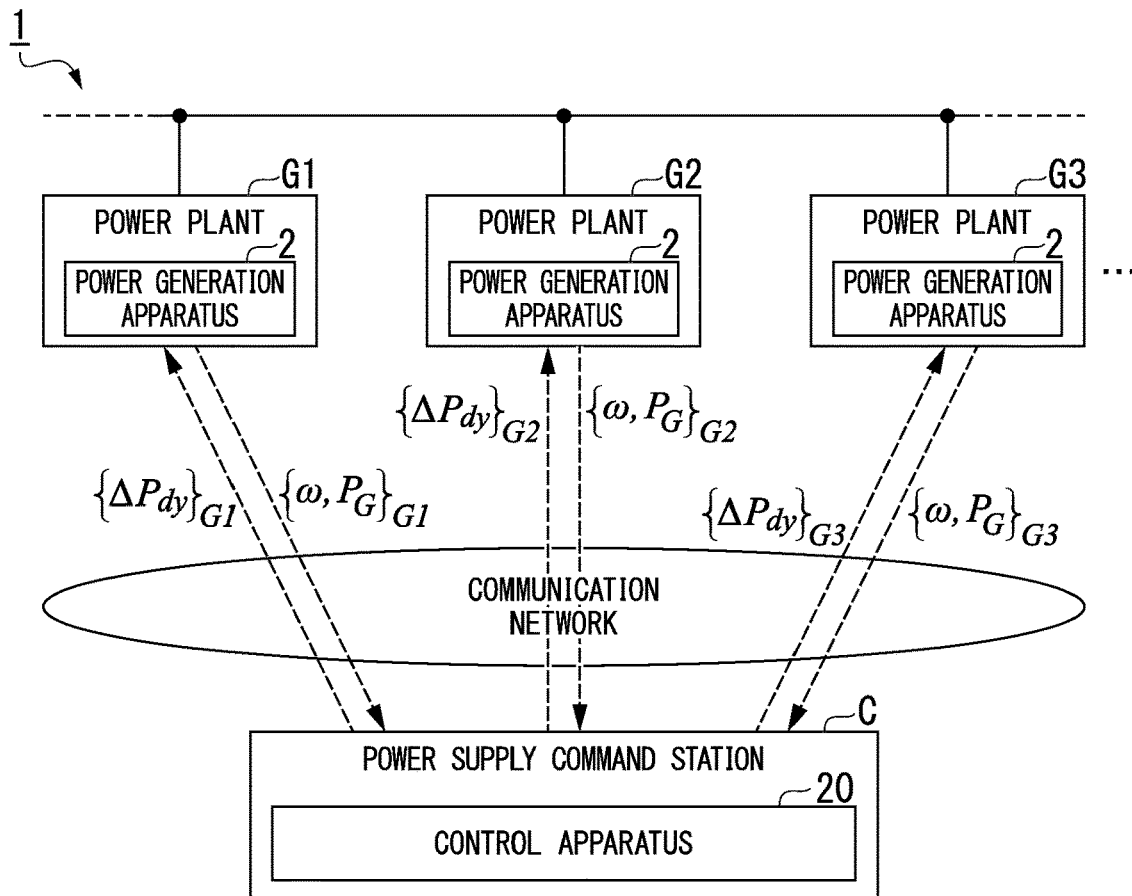 1
G1
G2
G3
POWER PLANT
POWER PLANT
POWER PLANT
2
2
2
POWER GENERATION
APPARATUS
POWER GENERATION
APPARATUS
POWER GENERATION
APPARATUS
...
{ΔP_dy}_G2
{ω, P_G}_G2
{ΔP_dy}_G1
{ω, P_G}_G1
{ΔP_dy}_G3
{ω, P_G}_G3
COMMUNICATION
NETWORK
C
POWER SUPPLY COMMAND STATION
20
CONTROL APPARATUS